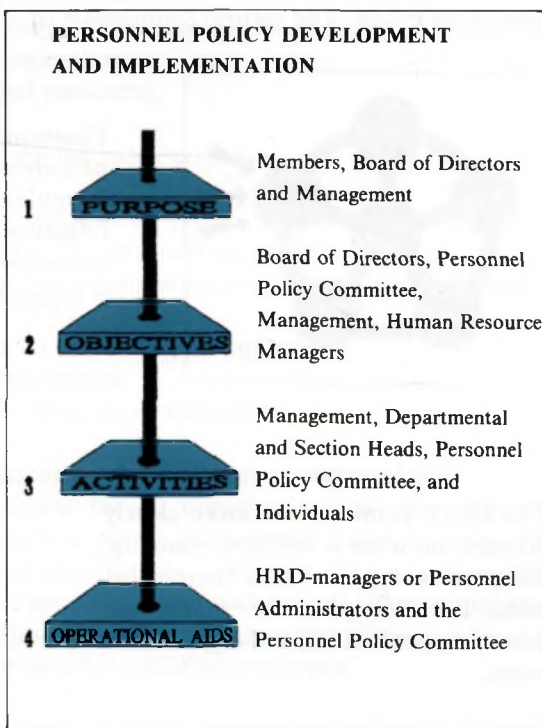 PERSONNEL POLICY DEVELOPMENT
AND IMPLEMENTATION
1
PURPOSE
Members, Board of Directors
and Management
2
OBJECTIVES
Board of Directors, Personnel
Policy Committee,
Management, Human Resource
Managers
3
ACTIVITIES
Management, Departmental
and Section Heads, Personnel
Policy Committee, and
Individuals
4
OPERATIONAL AIDS
HRD-managers or Personnel
Administrators and the
Personnel Policy Committee